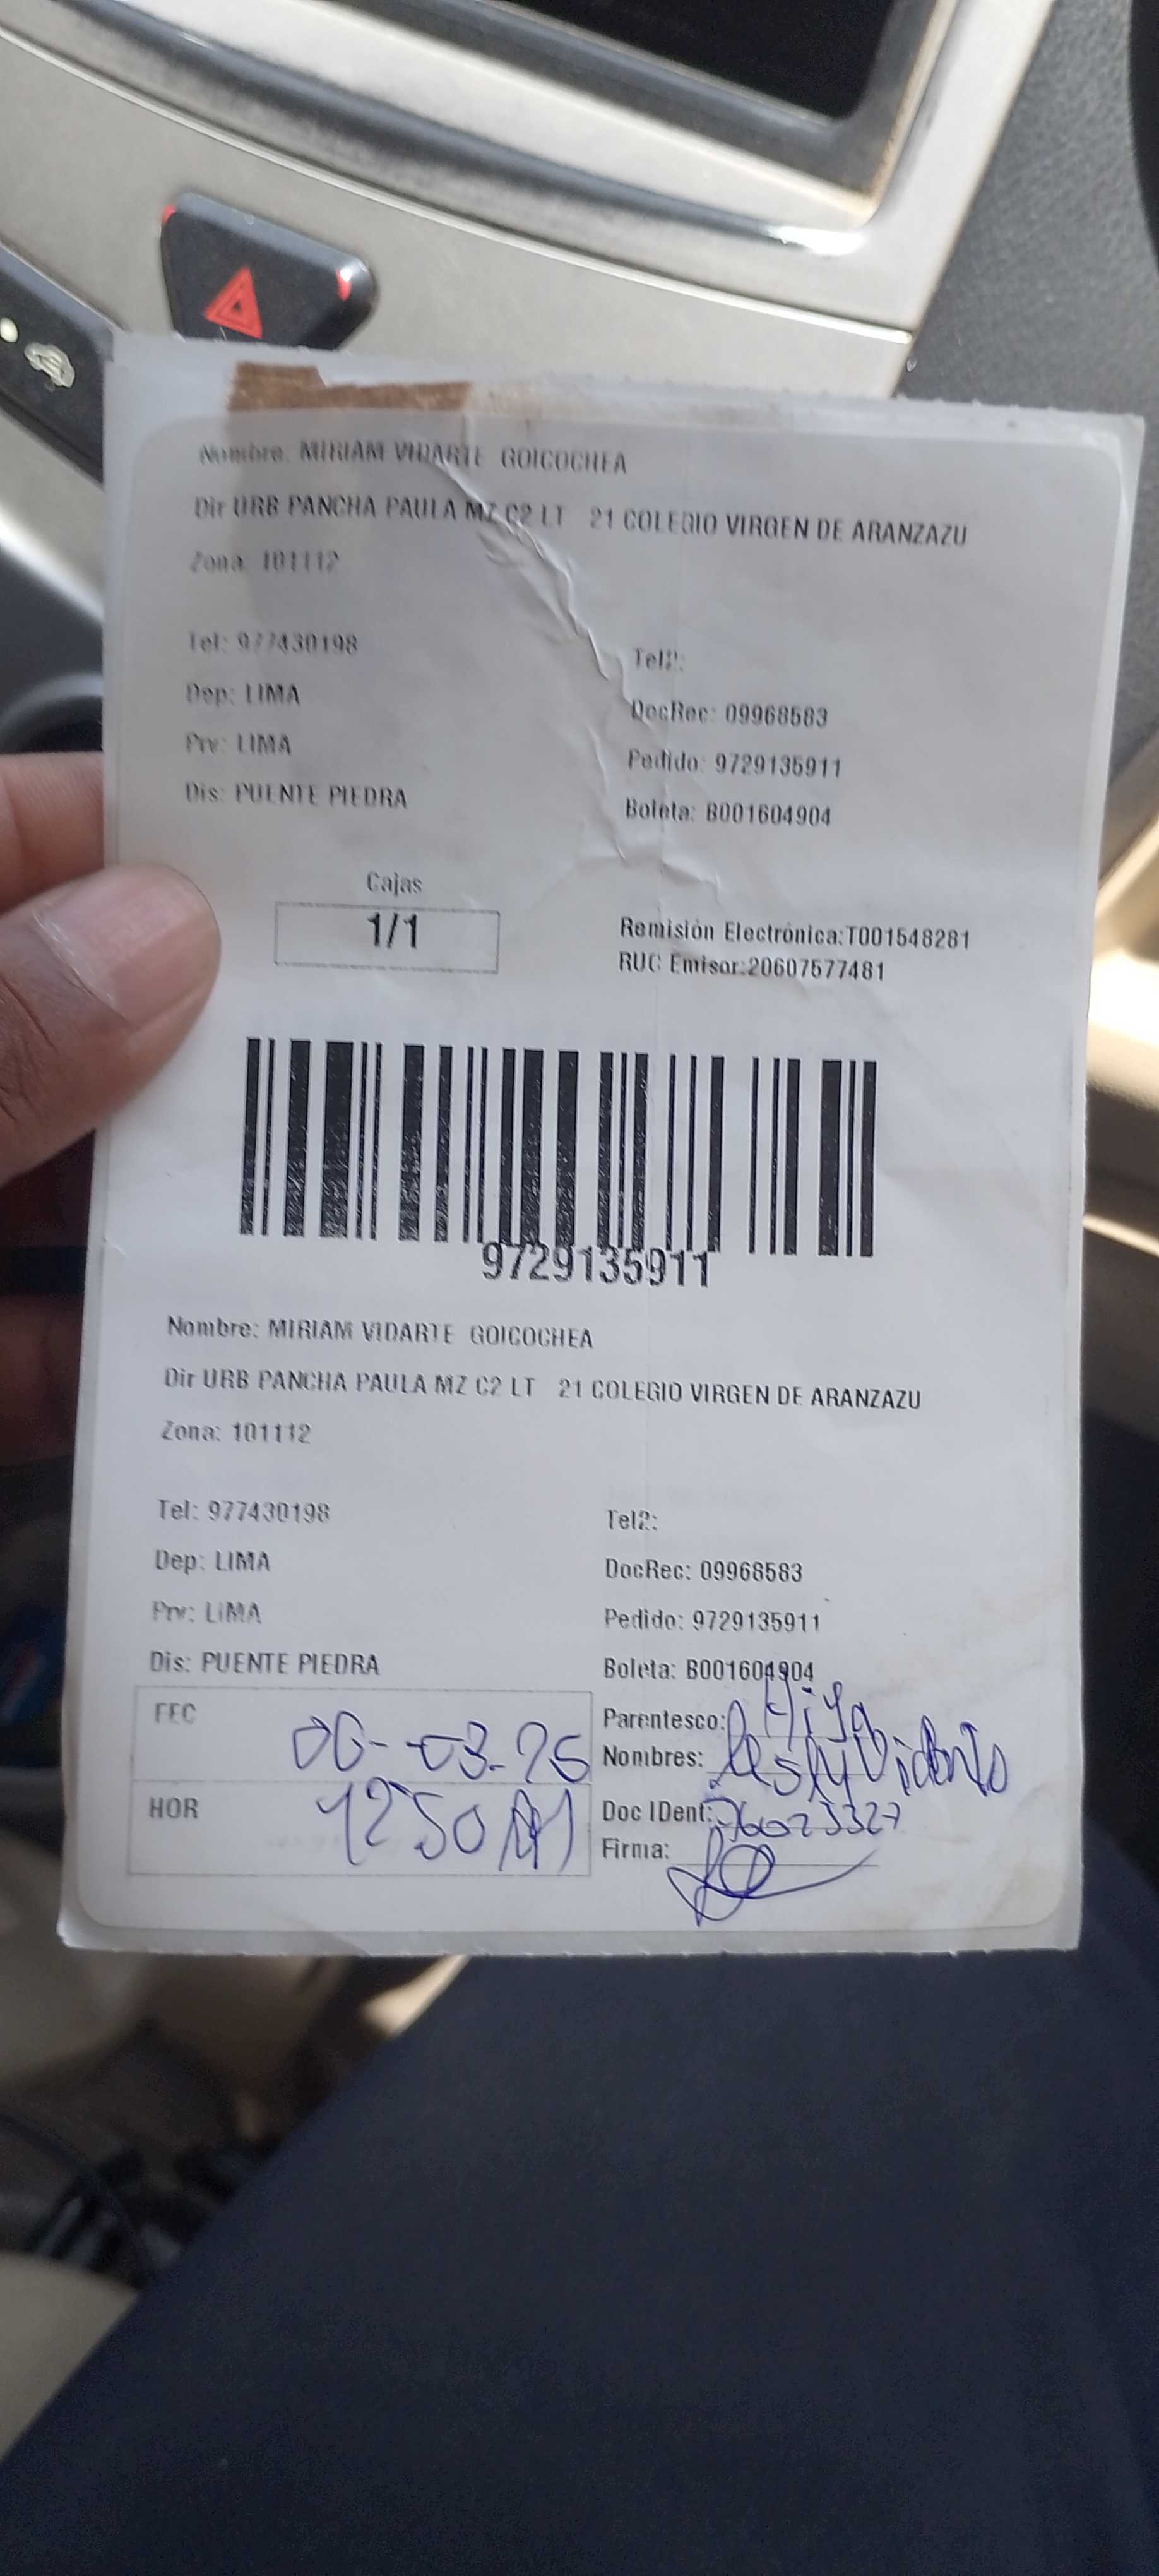 Nombre: MIRIAM VIDARTE GOICOCHEA
Dir URB PANCHA PAULA MZ C2 LT 21 COLEGIO VIRGEN DE ARANZAZU
Zona: 101112
Tel: 977430198
Tel2:
Dep: LIMA
DocRec: 09968583
Prv: LIMA
Pedido: 9729135911
Dis: PUENTE PIEDRA
Boleta: B001604904
Cajas
1/1
Remisión Electrónica:T001548281
RUC Emisor:20607577481
9729135911
Nombre: MIRIAM VIDARTE GOICOCHEA
Dir URB PANCHA PAULA MZ C2 LT 21 COLEGIO VIRGEN DE ARANZAZU
Zona: 101112
Tel: 977430198
Tel2:
Dep: LIMA
DocRec: 09968583
Prv: LIMA
Pedido: 9729135911
Dis: PUENTE PIEDRA
Boleta: B001604904
FEC 06-03-25
Parentesco: Hija
Nombres: Lesly Vidarte
HOR
Doc IDent:
Firma: